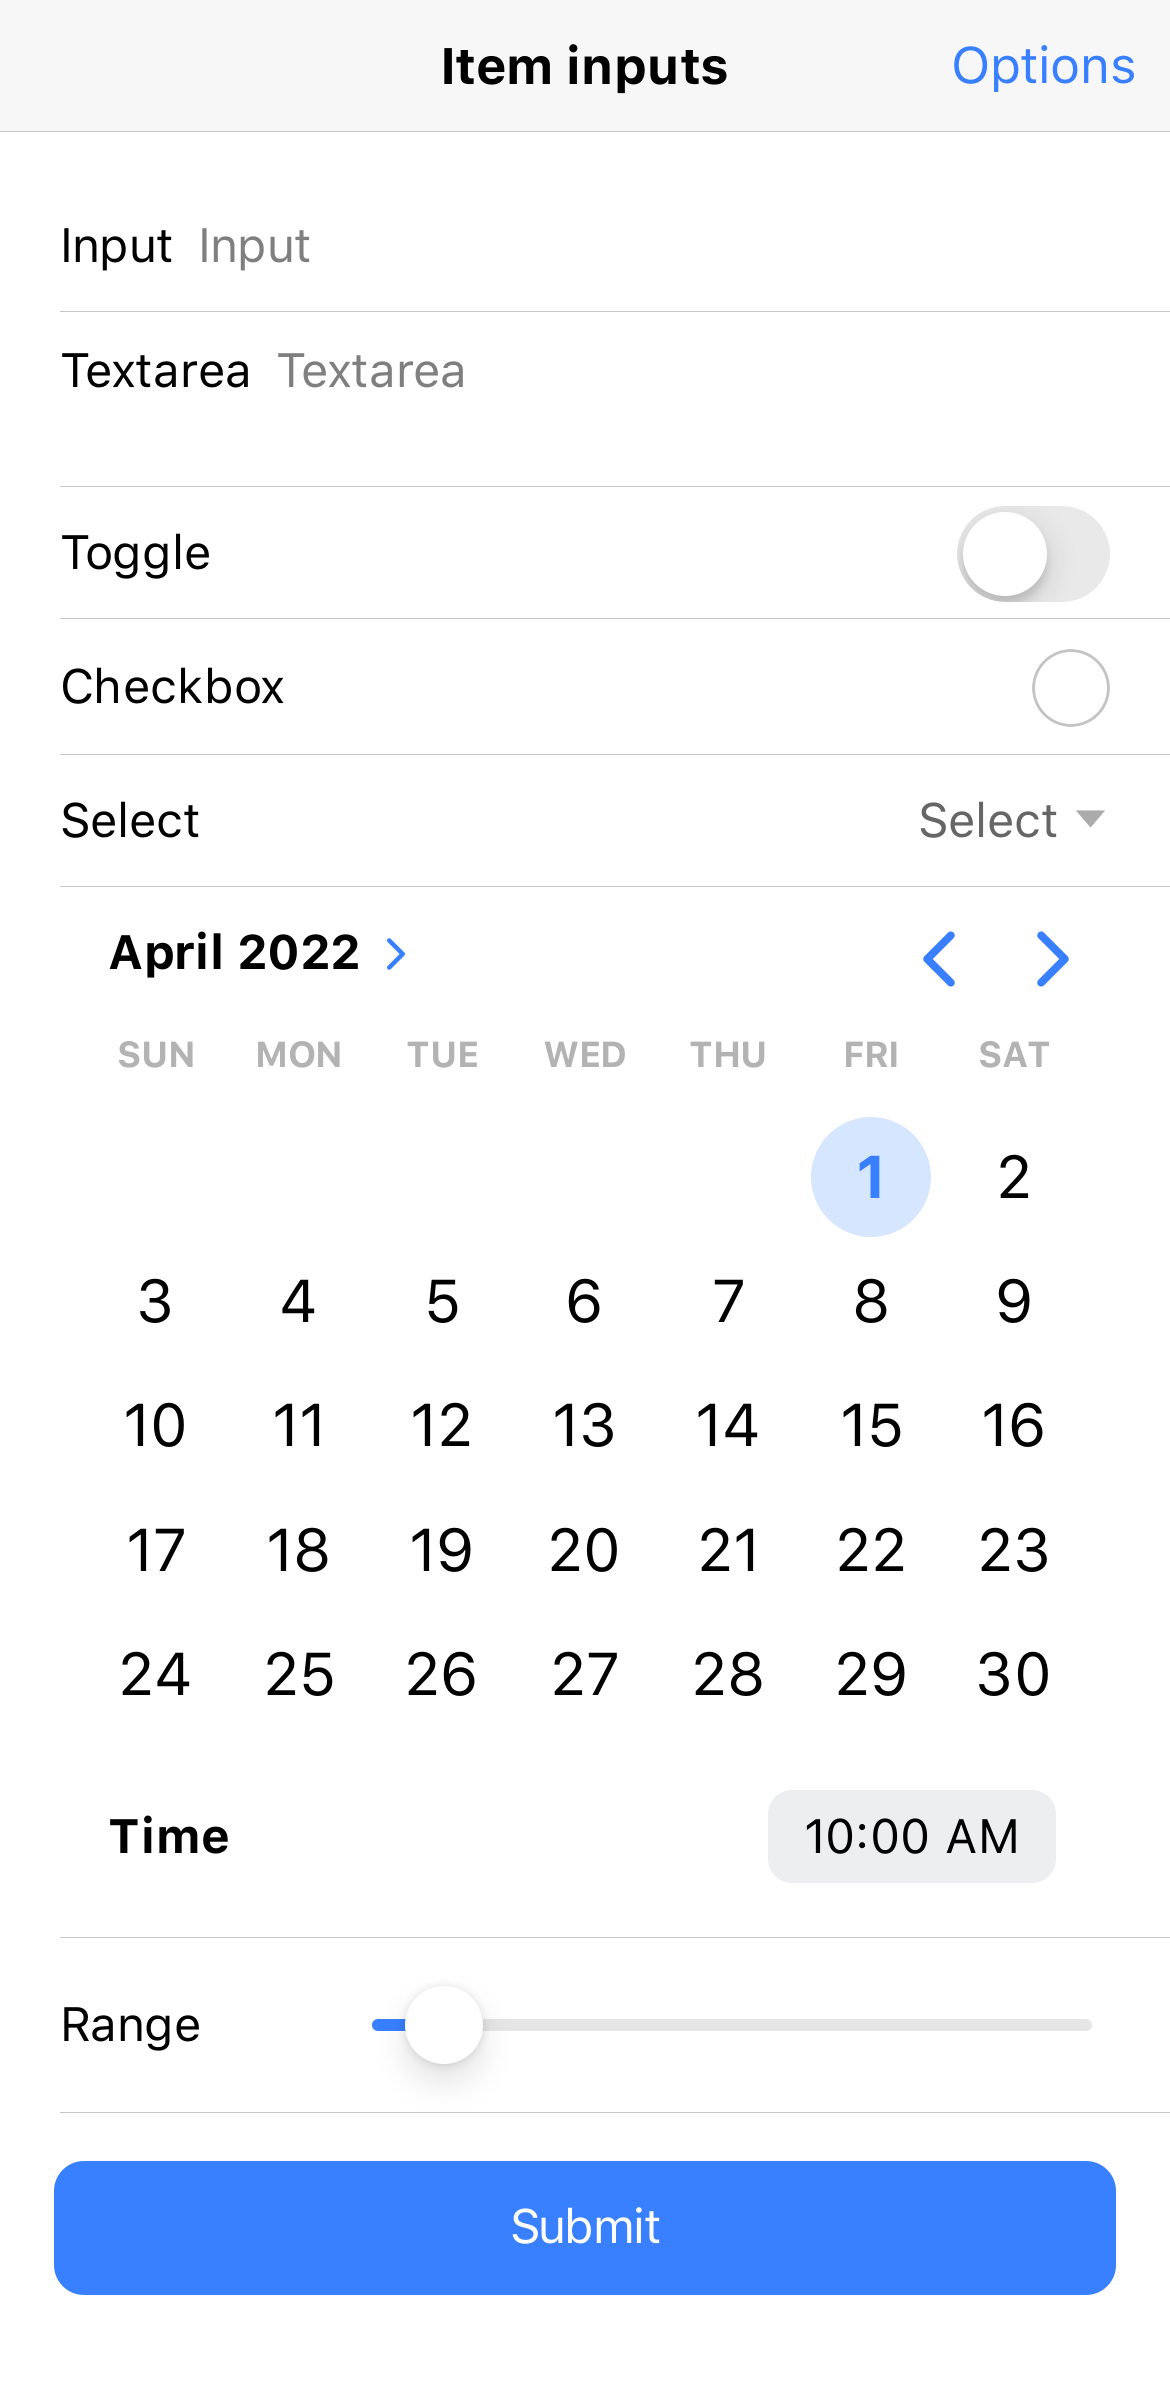 Item inputs Options
Input Input
Textarea Textarea
Toggle
Checkbox
Select Select
April 2022
SUN MON TUE WED THU FRI SAT
1 2
3 4 5 6 7 8 9
10 11 12 13 14 15 16
17 18 19 20 21 22 23
24 25 26 27 28 29 30
Time 10:00 AM
Range
Submit